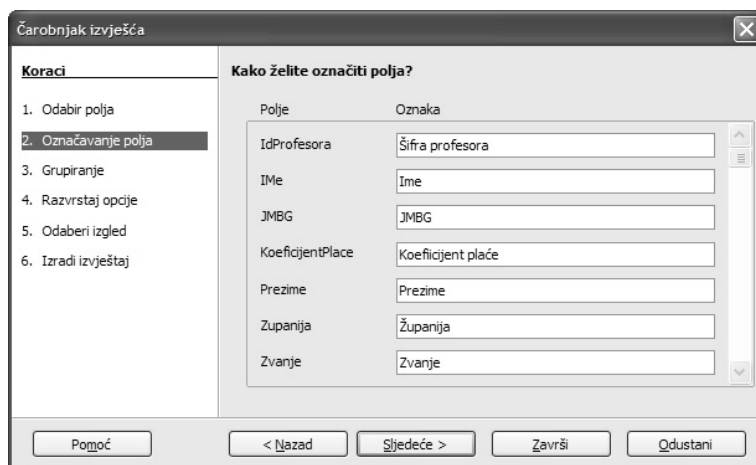 Čarobnjak izvješća
Koraci
1. Odabir polja
2. Označavanje polja
3. Grupiranje
4. Razvrstaj opcije
5. Odaberi izgled
6. Izradi izvještaj
Kako želite označiti polja?
Polje Oznaka
IdProfesora Šifra profesora
IMe Ime
JMBG JMBG
KoeficijentPlace Koefiicijent plaće
Prezime Prezime
Zupanija Županija
Zvanje Zvanje
Pomoć < Nazad Sljedeće > Završi Odustani